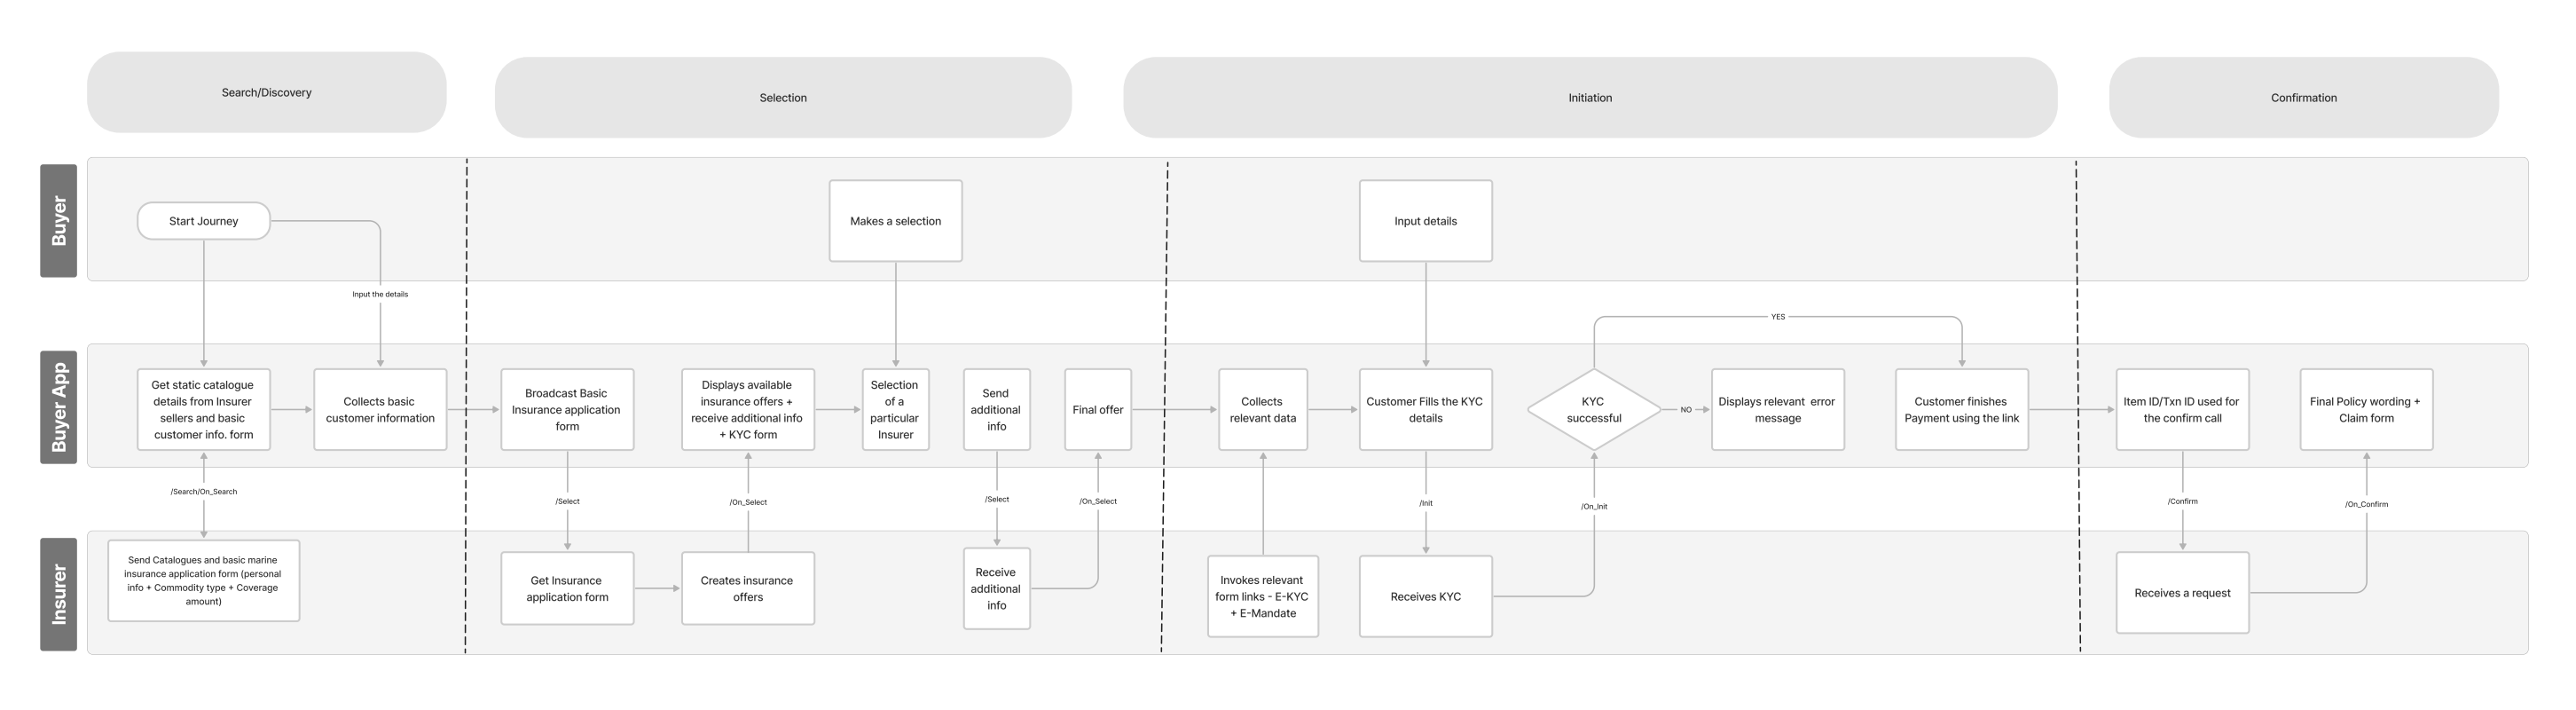 Search/Discovery
Selection
Initiation
Confirmation
Buyer
Start Journey
Makes a selection
Input details
Input the details
YES
Buyer App
Get static catalogue
details from Insurer
sellers and basic
customer info. form
Collects basic
customer information
Broadcast Basic
Insurance application
form
Displays available
insurance offers +
receive additional info
+ KYC form
Selection
of a
particular
Insurer
Send
additional
info
Final offer
Collects
relevant data
Customer Fills the KYC
details
KYC
successful
NO
Displays relevant error
message
Customer finishes
Payment using the link
Item ID/Txn ID used for
the confirm call
Final Policy wording +
Claim form
/Search/On_Search
/Select
/On_Select
/Select
/On_Select
/Init
/On_Init
/Confirm
/On_Confirm
Insurer
Send Catalogues and basic marine
insurance application form (personal
info + Commodity type + Coverage
amount)
Get Insurance
application form
Creates insurance
offers
Receive
additional
info
Invokes relevant
form links - E-KYC
+ E-Mandate
Receives KYC
Receives a request